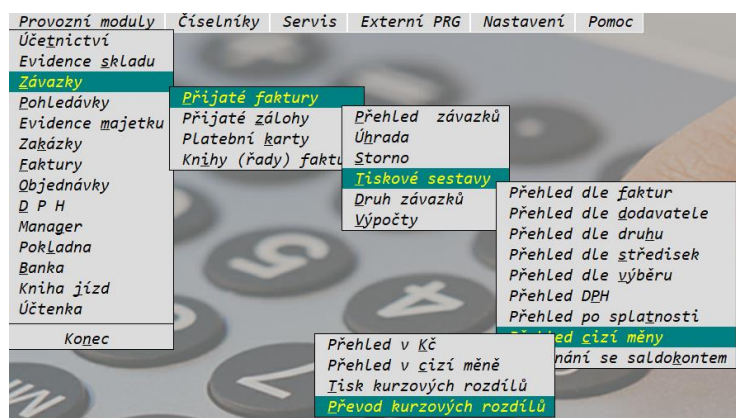 Provozní moduly Číselníky Servis Externí PRG Nastavení Pomoc
Účetnictví
Evidence skladu
Závazky
Pohledávky
Evidence majetku
Zakázky
Faktury
Objednávky
D P H
Manager
Pokladna
Banka
Kniha jízd
Účtenka
Konec
Přijaté faktury
Přijaté zálohy
Platební karty
Knihy (řady) faktu
Přehled závazků
Úhrada
Storno
Tiskové sestavy
Druh závazků
Výpočty
Přehled dle faktur
Přehled dle dodavatele
Přehled dle druhu
Přehled dle středisek
Přehled dle výběru
Přehled DPH
Přehled po splatnosti
cizí měny
se saldokontem
Přehled v Kč
Přehled v cizí měně
Tisk kurzových rozdílů
Převod kurzových rozdílů